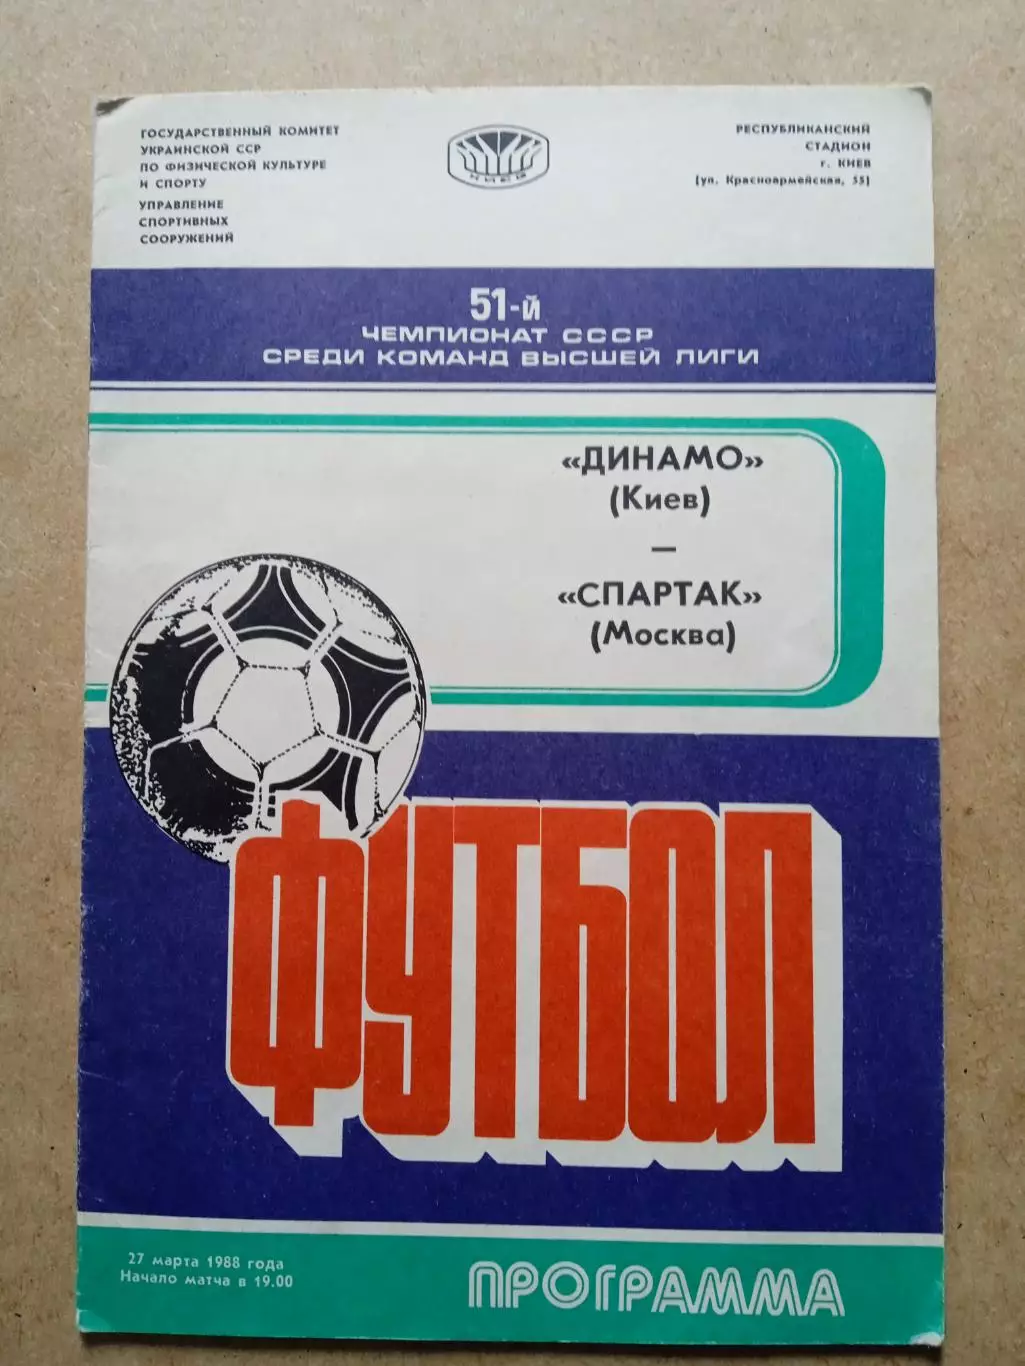 ГОСУДАРСТВЕННЫЙ КОМИТЕТ
УКРАИНСКОЙ ССР
ПО ФИЗИЧЕСКОЙ КУЛЬТУРЕ
И СПОРТУ
УПРАВЛЕНИЕ
СПОРТИВНЫХ
СООРУЖЕНИЙ
КИЕВ
РЕСПУБЛИКАНСКИЙ
СТАДИОН
г. КИЕВ
(ул. Красноармейская, 55)
51-й
ЧЕМПИОНАТ СССР
СРЕДИ КОМАНД ВЫСШЕЙ ЛИГИ
«ДИНАМО»
(Киев)
—
«СПАРТАК»
(Москва)
ФУТБОЛ
27 марта 1988 года
Начало матча в 19.00
ПРОГРАММА